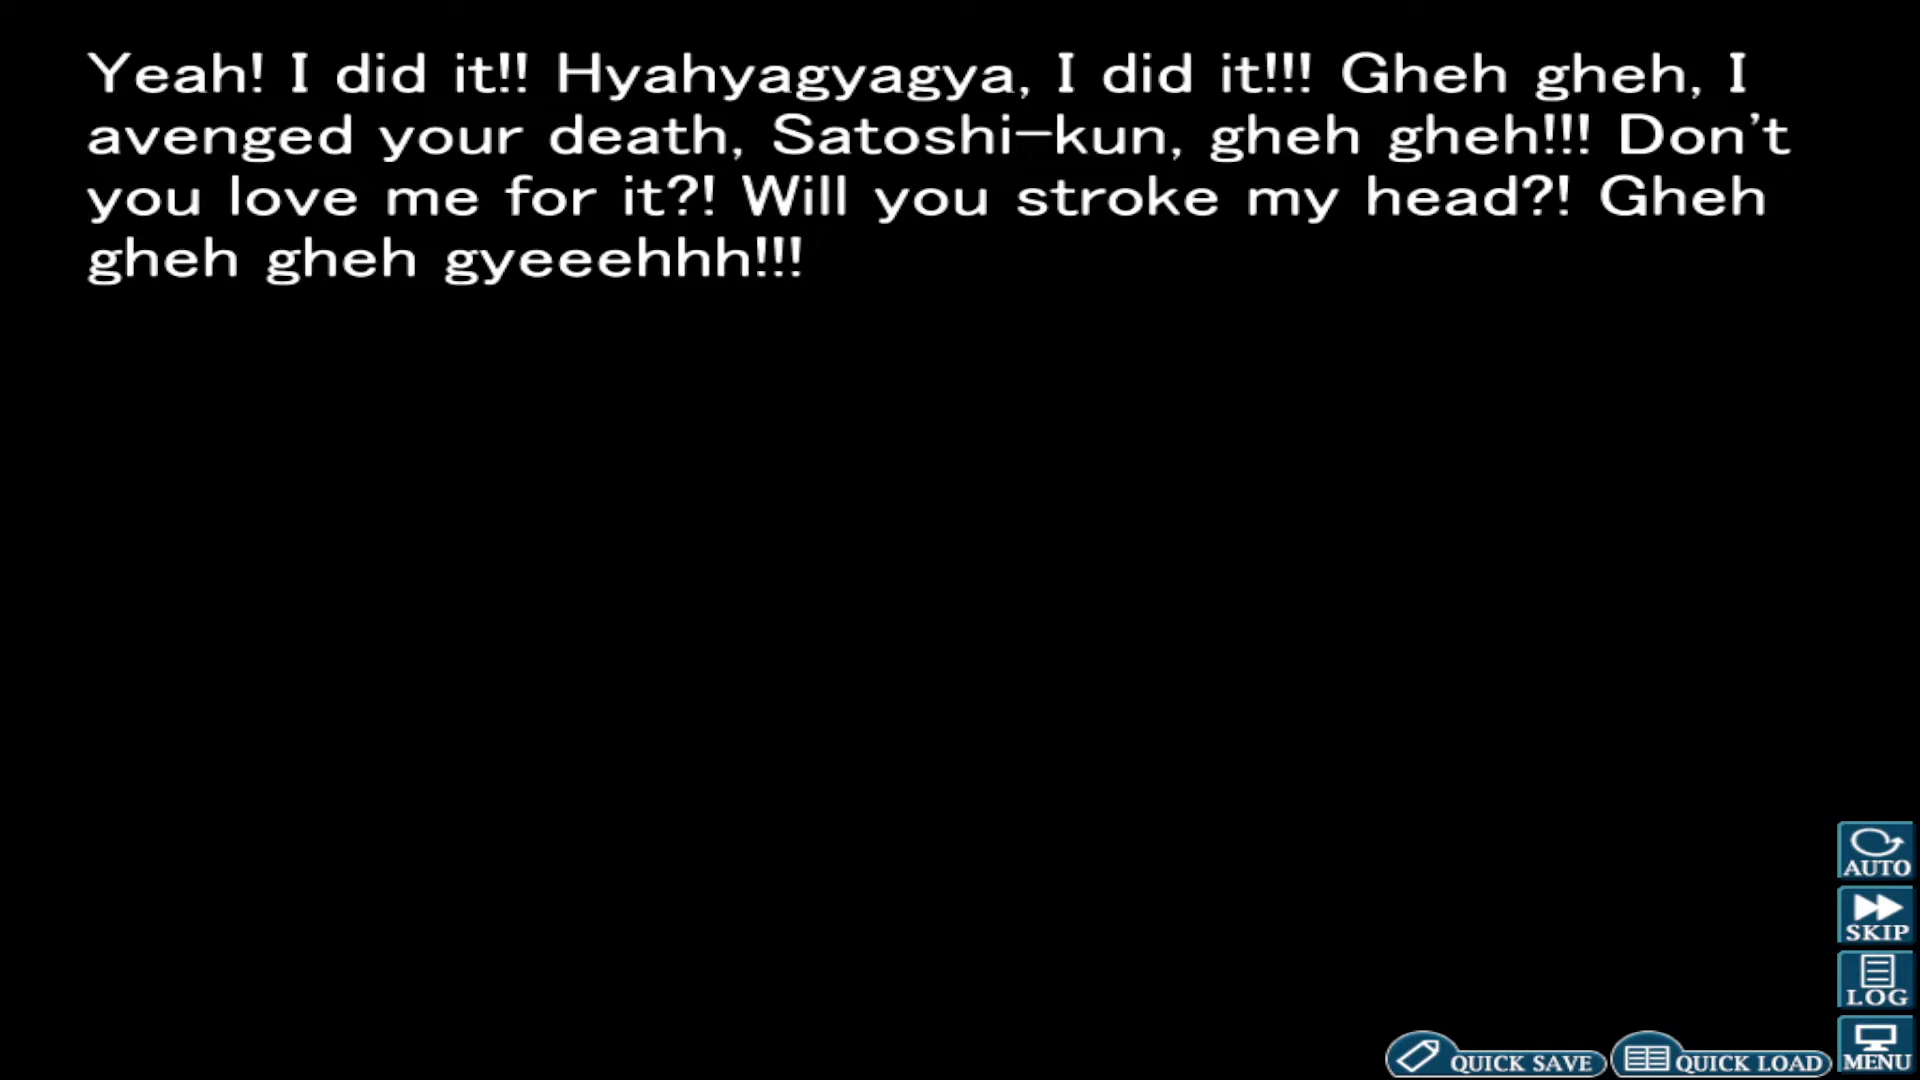 Yeah! I did it!! Hyahyagyagya, I did it!!! Gheh gheh, I
avenged your death, Satoshi-kun, gheh gheh!!! Don't
you love me for it?! Will you stroke my head?! Gheh
gheh gheh gyeeehhh!!!
AUTO
SKIP
LOG
QUICK SAVE
QUICK LOAD
MENU